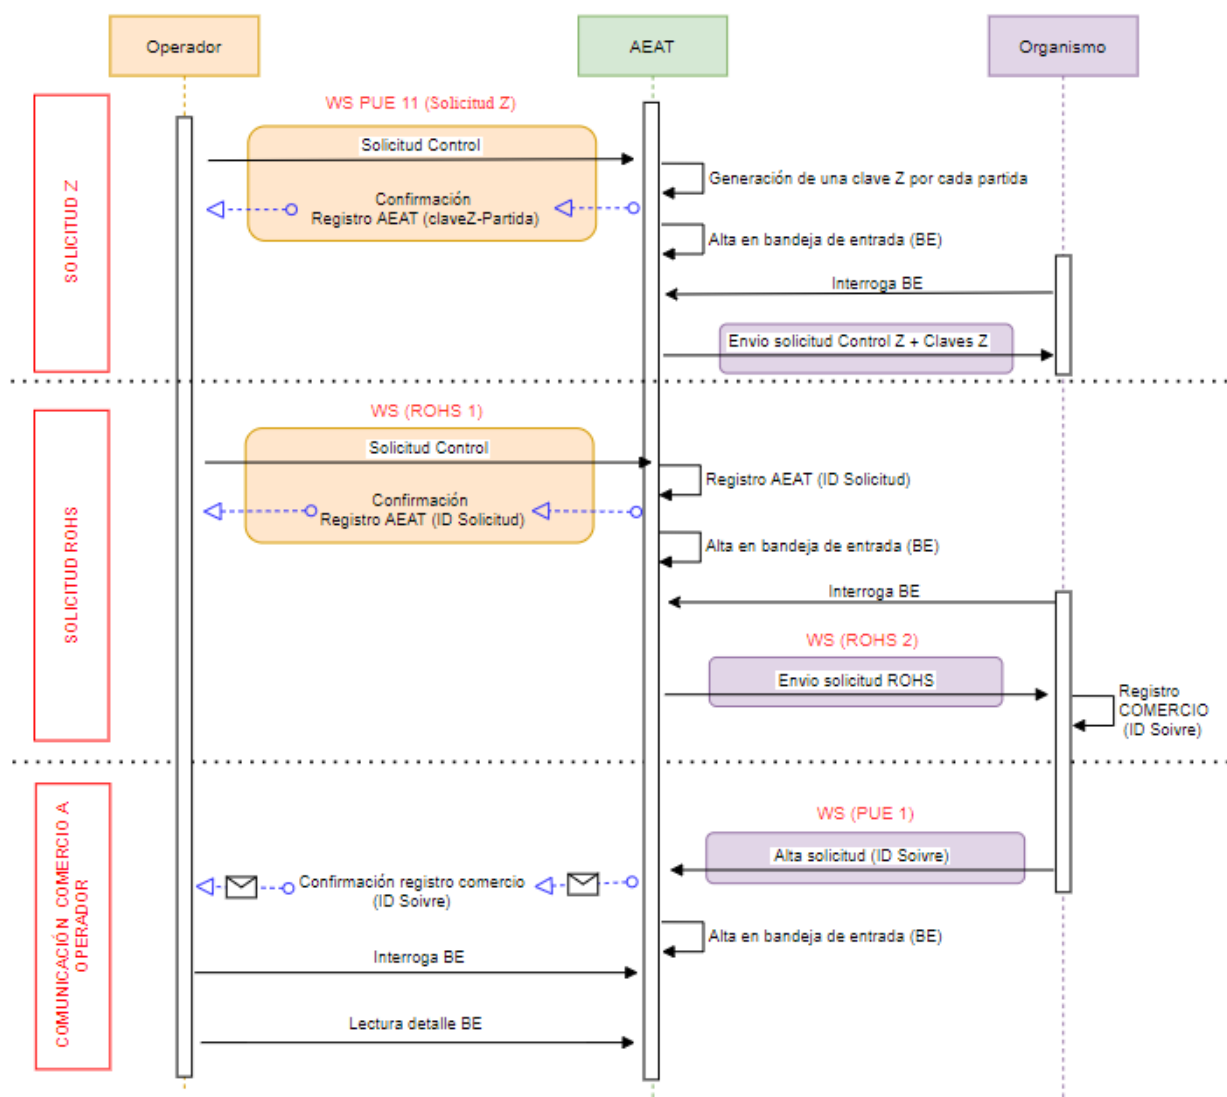 Operador
AEAT
Organismo
SOLICITUD Z
WS PUE 11 (Solicitud Z)
Solicitud Control
Generación de una clave Z por cada partida
Confirmación
Registro AEAT (claveZ-Partida)
Alta en bandeja de entrada (BE)
Interroga BE
Envio solicitud Control Z + Claves Z
SOLICITUD ROHS
WS (ROHS 1)
Solicitud Control
Registro AEAT (ID Solicitud)
Confirmación
Registro AEAT (ID Solicitud)
Alta en bandeja de entrada (BE)
Interroga BE
WS (ROHS 2)
Envio solicitud ROHS
Registro
COMERCIO
(ID Soivre)
COMUNICACIÓN COMERCIO A
OPERADOR
WS (PUE 1)
Alta solicitud (ID Soivre)
Confirmación registro comercio
(ID Soivre)
Alta en bandeja de entrada (BE)
Interroga BE
Lectura detalle BE